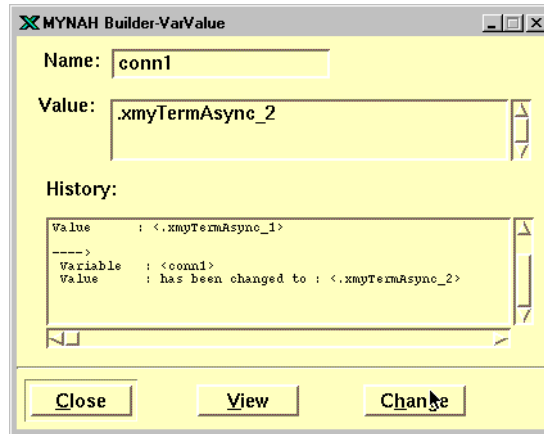 MYNAH Builder-VarValue
Name: conn1
Value: .xmyTermAsync_2
History:
Value : <.xmyTermAsync_1>
---->
Variable : <conn1>
Value : has been changed to : <.xmyTermAsync_2>
Close View Change